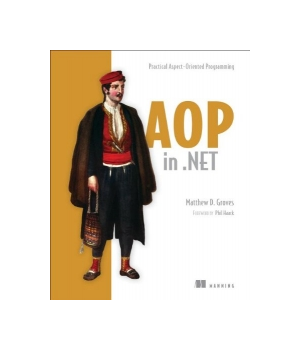 Practical Aspect-Oriented Programming
AOP
in .NET
Matthew D. Groves
FOREWORD BY Phil Haack
MANNING